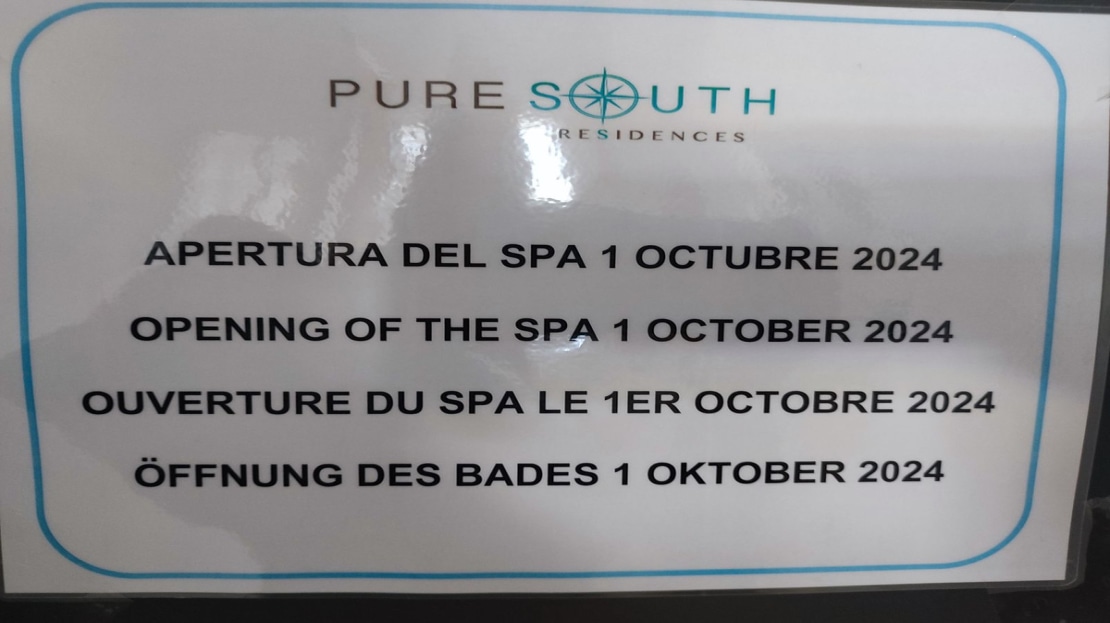 PURE SOUTH
RESIDENCES
APERTURA DEL SPA 1 OCTUBRE 2024
OPENING OF THE SPA 1 OCTOBER 2024
OUVERTURE DU SPA LE 1ER OCTOBRE 2024
ÖFFNUNG DES BADES 1 OKTOBER 2024